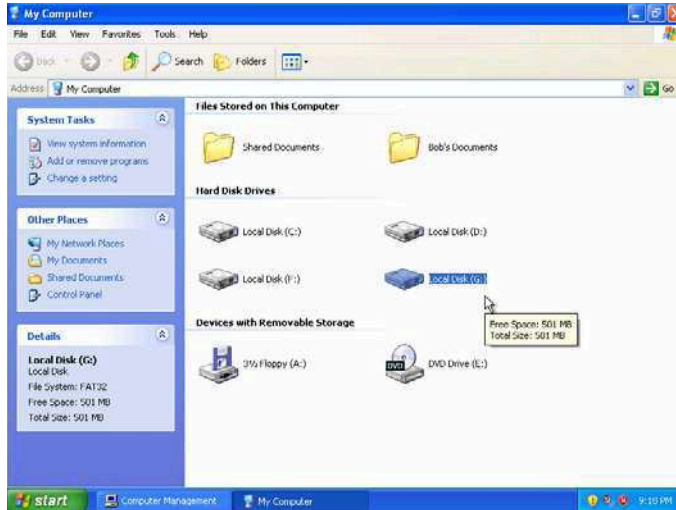 My Computer
File Edit View Favorites Tools Help
Back Search Folders
Address My Computer Go
System Tasks
View system information
Add or remove programs
Change a setting
Other Places
My Network Places
My Documents
Shared Documents
Control Panel
Details
Local Disk (G:)
Local Disk
File System: FAT32
Free Space: 501 MB
Total Size: 501 MB
Files Stored on This Computer
Shared Documents Bob's Documents
Hard Disk Drives
Local Disk (C:) Local Disk (D:)
Local Disk (F:) Local Disk (G:)
Free Space: 501 MB
Total Size: 501 MB
Devices with Removable Storage
3½ Floppy (A:) DVD Drive (E:)
DVD
start Computer Management My Computer 9:18 PM